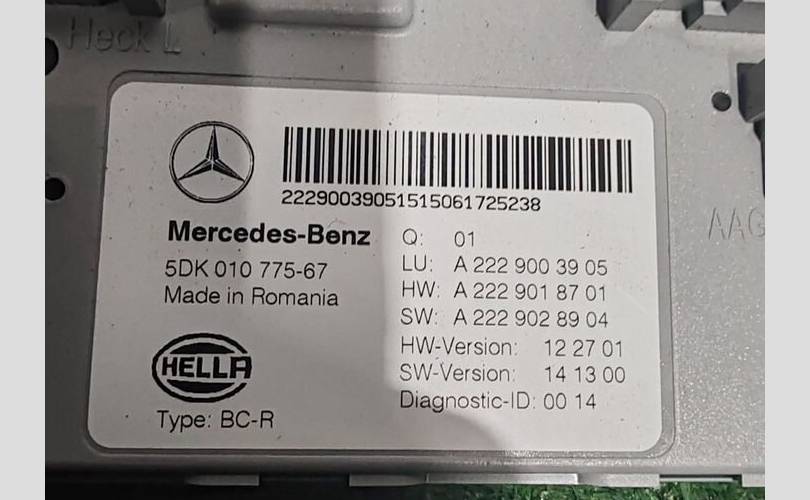 Heck L
22290039051515061725238
Mercedes-Benz
5DK 010 775-67
Made in Romania
HELLA
Type: BC-R
Q: 01
LU: A 222 900 39 05
HW: A 222 901 87 01
SW: A 222 902 89 04
HW-Version: 12 27 01
SW-Version: 14 13 00
Diagnostic-ID: 00 14
AAG